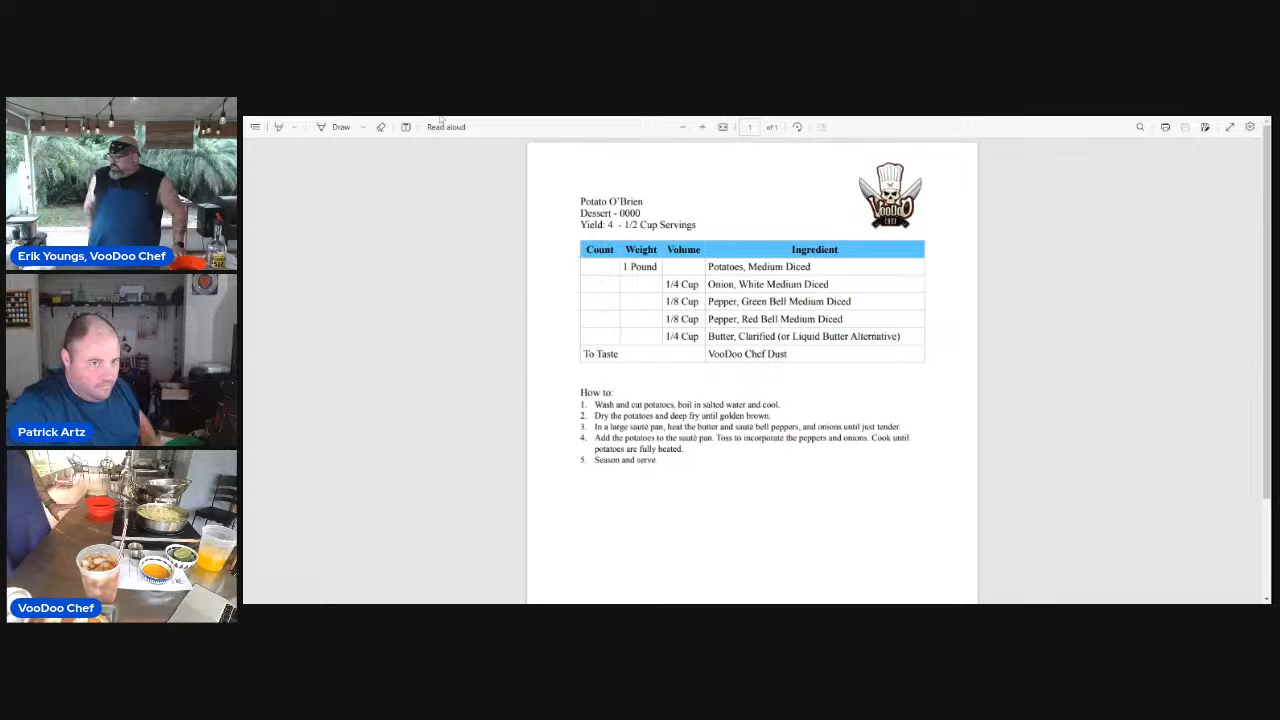 Read aloud
Draw
1 of 1
Erik Youngs, VooDoo Chef
Patrick Artz
VooDoo Chef
VooDoo
CHEF
Potato O'Brien
Dessert - 0000
Yield: 4 - 1/2 Cup Servings
Count Weight Volume Ingredient
1 Pound Potatoes, Medium Diced
1/4 Cup Onion, White Medium Diced
1/8 Cup Pepper, Green Bell Medium Diced
1/8 Cup Pepper, Red Bell Medium Diced
1/4 Cup Butter, Clarified (or Liquid Butter Alternative)
To Taste VooDoo Chef Dust
How to:
1. Wash and cut potatoes, boil in salted water and cool.
2. Dry the potatoes and deep fry until golden brown.
3. In a large sauté pan, heat the butter and sauté bell peppers, and onions until just tender.
4. Add the potatoes to the sauté pan. Toss to incorporate the peppers and onions. Cook until
potatoes are fully heated.
5. Season and serve.